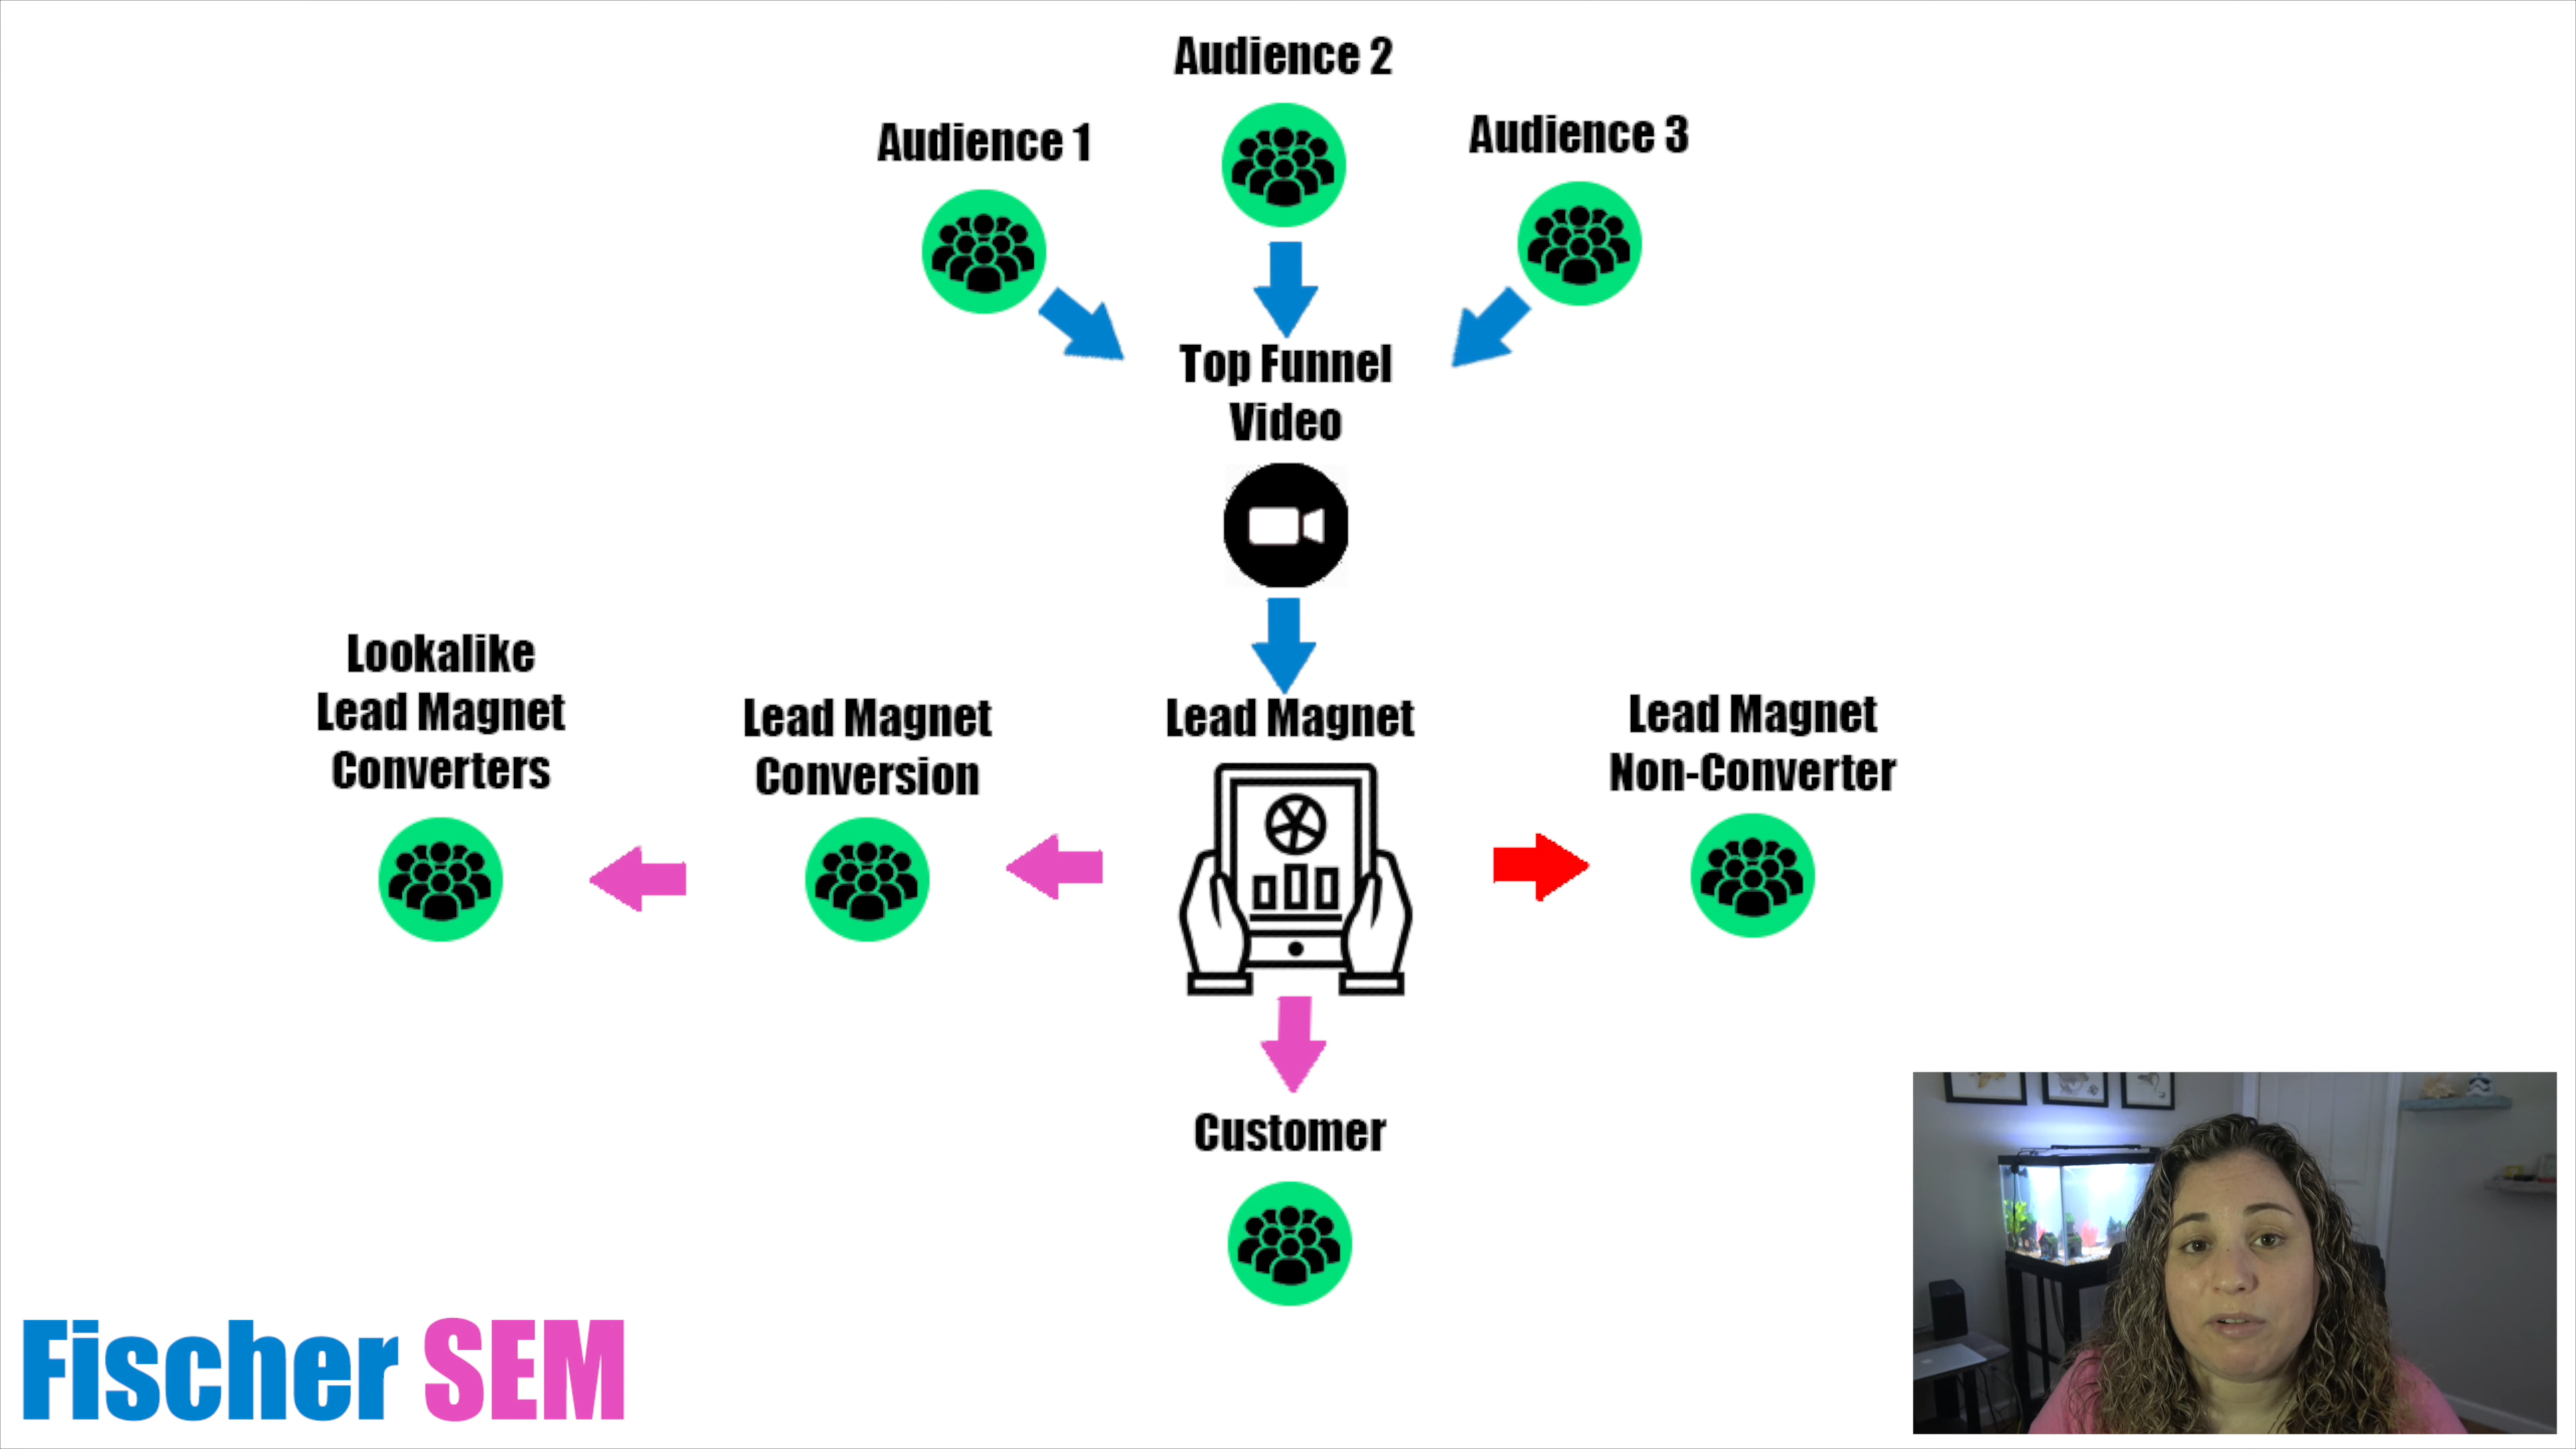 Audience 2
Audience 1
Audience 3
Top Funnel
Video
Lookalike
Lead Magnet
Converters
Lead Magnet
Conversion
Lead Magnet
Lead Magnet
Non-Converter
Customer
Fischer SEM